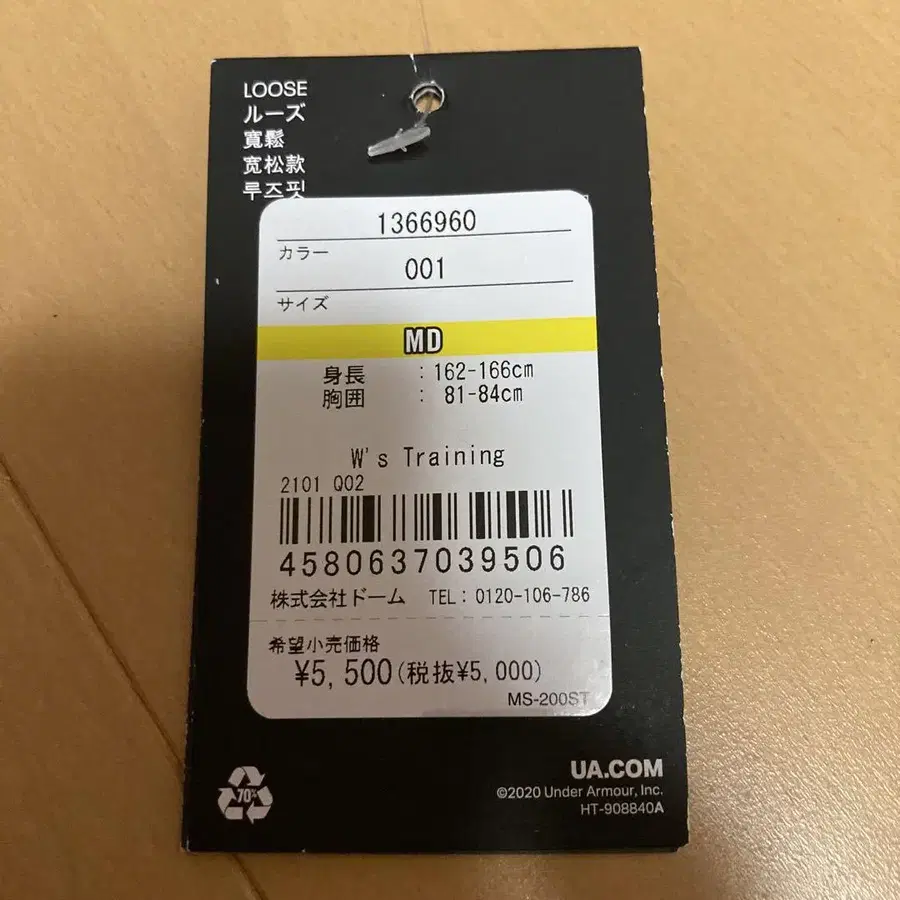 LOOSE
ルーズ
寬鬆
宽松款
루즈핏
1366960
カラー
001
サイズ
MD
身長 : 162-166cm
胸囲 : 81-84cm
W's Training
2101 Q02
4580637039506
株式会社ドーム TEL: 0120-106-786
希望小売価格
¥5,500(税抜¥5,000)
MS-200ST
70%
UA.COM
©2020 Under Armour, Inc.
HT-908840A